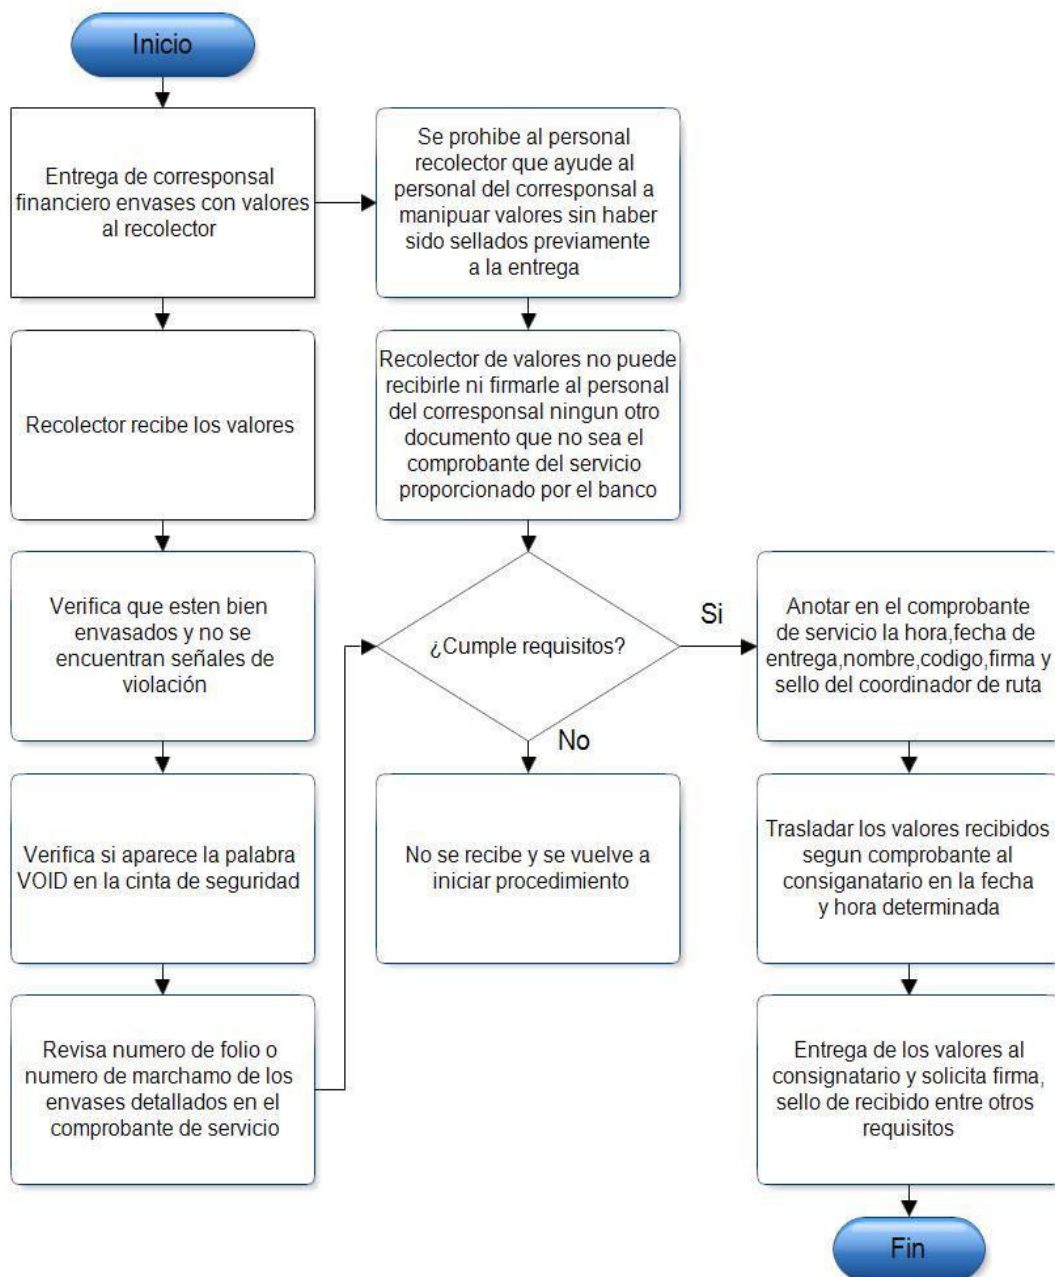 Inicio
Entrega de corresponsal
financiero envases con valores
al recolector
Se prohibe al personal
recolector que ayude al
personal del corresponsal a
manipuar valores sin haber
sido sellados previamente
a la entrega
Recolector recibe los valores
Recolector de valores no puede
recibirle ni firmarle al personal
del corresponsal ningun otro
documento que no sea el
comprobante del servicio
proporcionado por el banco
Verifica que esten bien
envasados y no se
encuentran señales de
violación
¿Cumple requisitos?
Si
No
Anotar en el comprobante
de servicio la hora,fecha de
entrega,nombre,codigo,firma y
sello del coordinador de ruta
Verifica si aparece la palabra
VOID en la cinta de seguridad
No se recibe y se vuelve a
iniciar procedimiento
Trasladar los valores recibidos
segun comprobante al
consiganatario en la fecha
y hora determinada
Revisa numero de folio o
numero de marchamo de los
envases detallados en el
comprobante de servicio
Entrega de los valores al
consignatario y solicita firma,
sello de recibido entre otros
requisitos
Fin